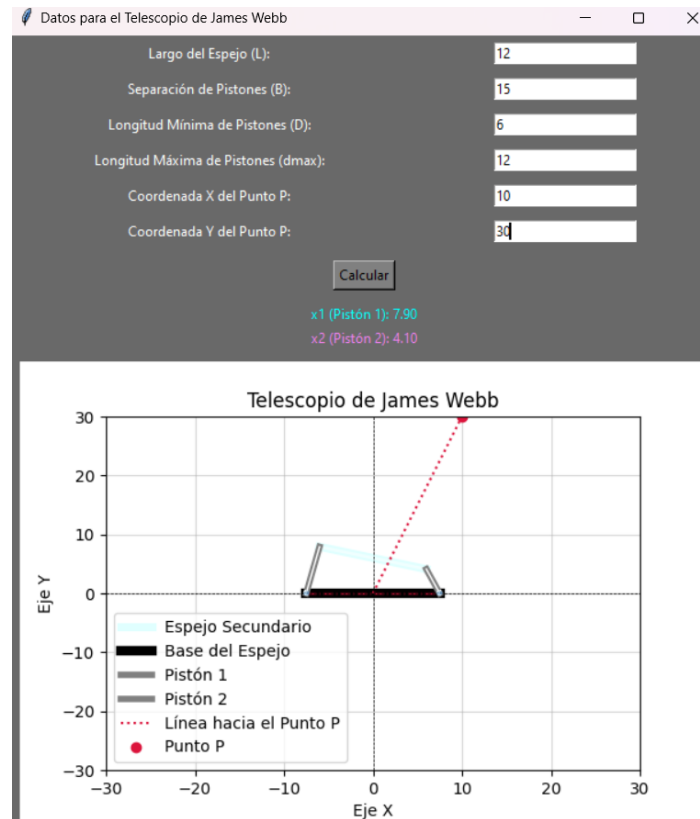 Datos para el Telescopio de James Webb
Largo del Espejo (L): 12
Separación de Pistones (B): 15
Longitud Mínima de Pistones (D): 6
Longitud Máxima de Pistones (dmax): 12
Coordenada X del Punto P: 10
Coordenada Y del Punto P: 30
Calcular
x1 (Pistón 1): 7.90
x2 (Pistón 2): 4.10
Telescopio de James Webb
30
20
10
0
−10
−20
−30
Eje Y
Espejo Secundario
Base del Espejo
Pistón 1
Pistón 2
Línea hacia el Punto P
Punto P
−30 −20 −10 0 10 20 30
Eje X